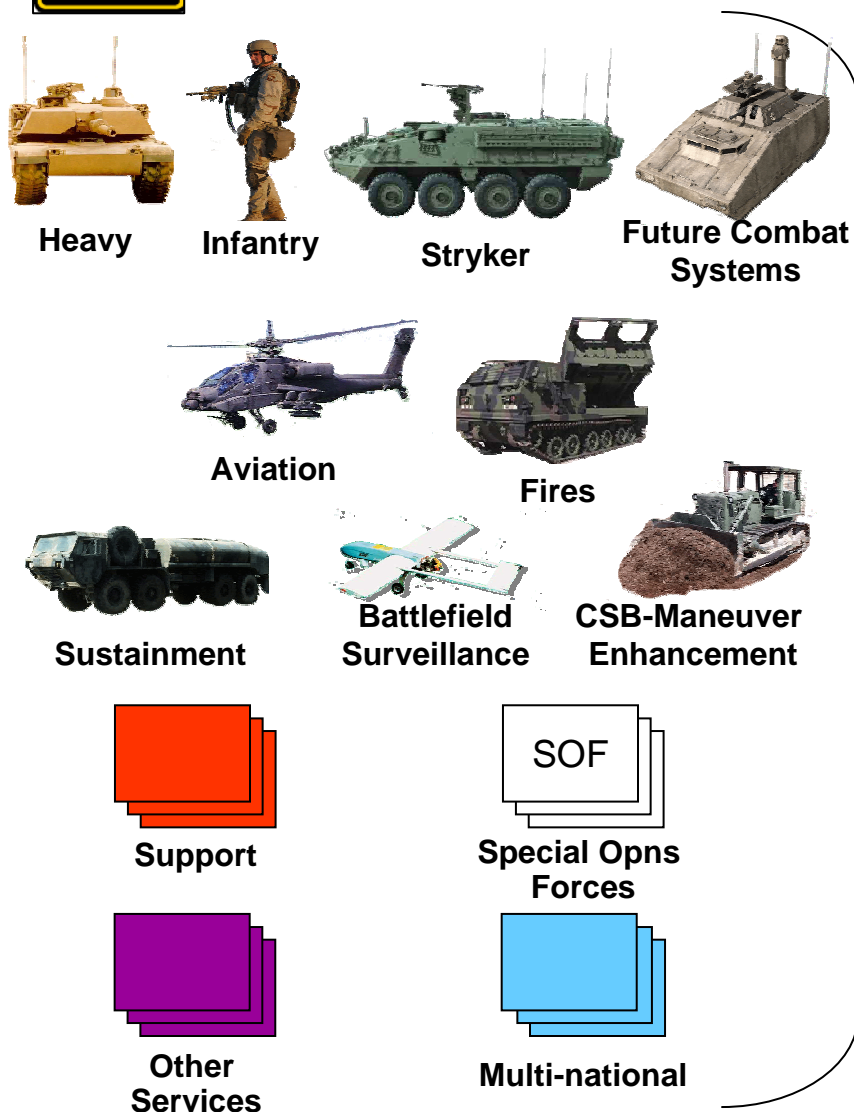 Heavy
Infantry
Stryker
Future Combat
Systems
Aviation
Fires
Sustainment
Battlefield
Surveillance
CSB-Maneuver
Enhancement
SOF
Support
Special Opns
Forces
Other
Services
Multi-national